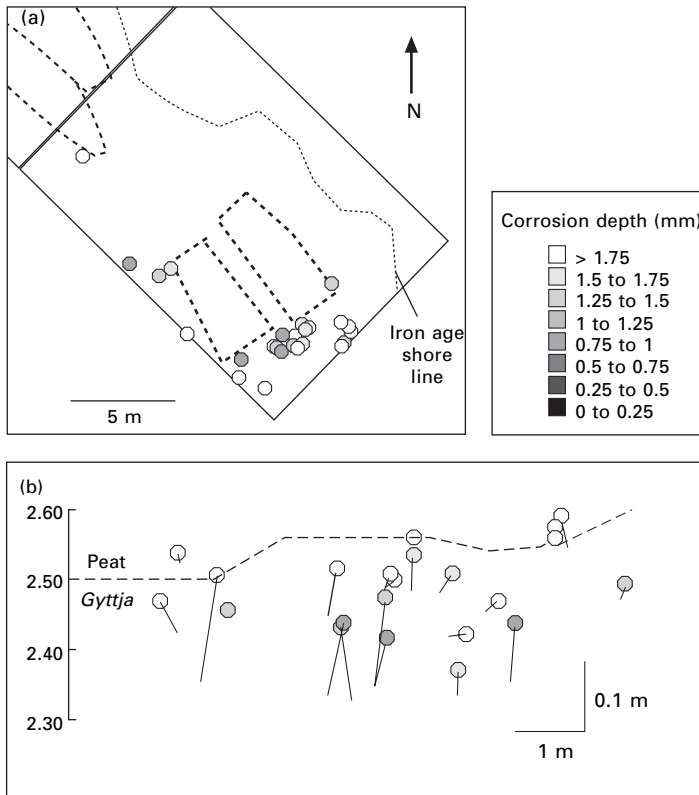 (a)
N
Iron age
shore
line
5 m
Corrosion depth (mm)
> 1.75
1.5 to 1.75
1.25 to 1.5
1 to 1.25
0.75 to 1
0.5 to 0.75
0.25 to 0.5
0 to 0.25
(b)
2.60
Peat
2.50
Gyttja
2.40
2.30
0.1 m
1 m